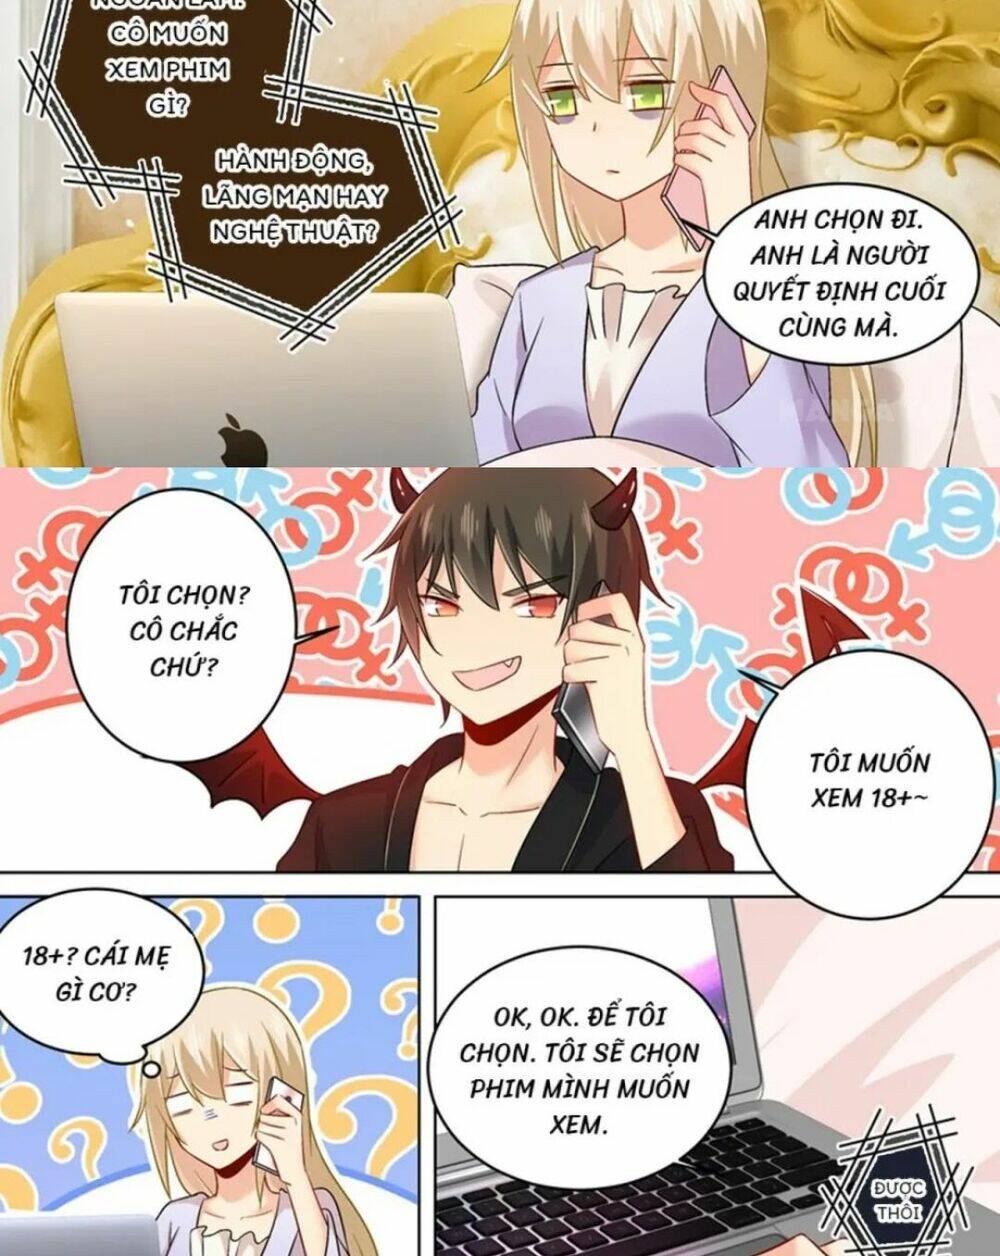 NGOAN LẮM.
CÔ MUỐN
XEM PHIM
GÌ?
HÀNH ĐỘNG,
LÃNG MẠN HAY
NGHỆ THUẬT?
ANH CHỌN ĐI.
ANH LÀ NGƯỜI
QUYẾT ĐỊNH CUỐI
CÙNG MÀ.
TÔI CHỌN?
CÔ CHẮC
CHỨ?
TÔI MUỐN
XEM 18+~
18+? CÁI MẸ
GÌ CƠ?
OK, OK. ĐỂ TÔI
CHỌN. TÔI SẼ CHỌN
PHIM MÌNH MUỐN
XEM.
ĐƯỢC
THÔI